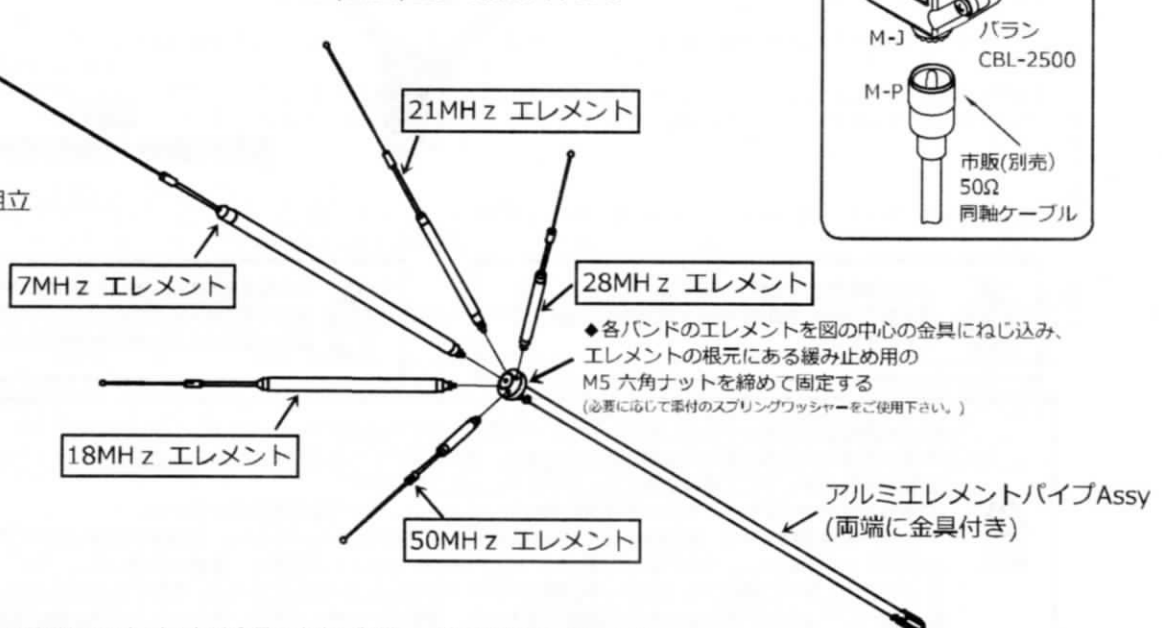 M-J
バラン
CBL-2500
M-P
市販(別売)
50Ω
同軸ケーブル
21MHz エレメント
組立
7MHz エレメント
28MHz エレメント
◆各バンドのエレメントを図の中心の金具にねじ込み、
エレメントの根元にある緩み止め用の
M5 六角ナットを締めて固定する
(必要に応じて添付のスプリングワッシャーをご使用下さい。)
18MHz エレメント
アルミエレメントパイプAssy
(両端に金具付き)
50MHz エレメント